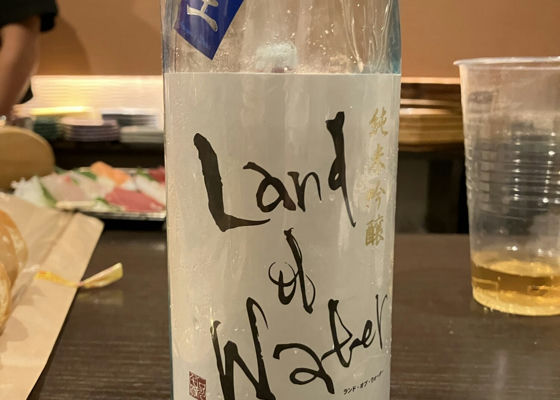 Land
of
Water
純米吟醸
ランド・オブ・ウォーター